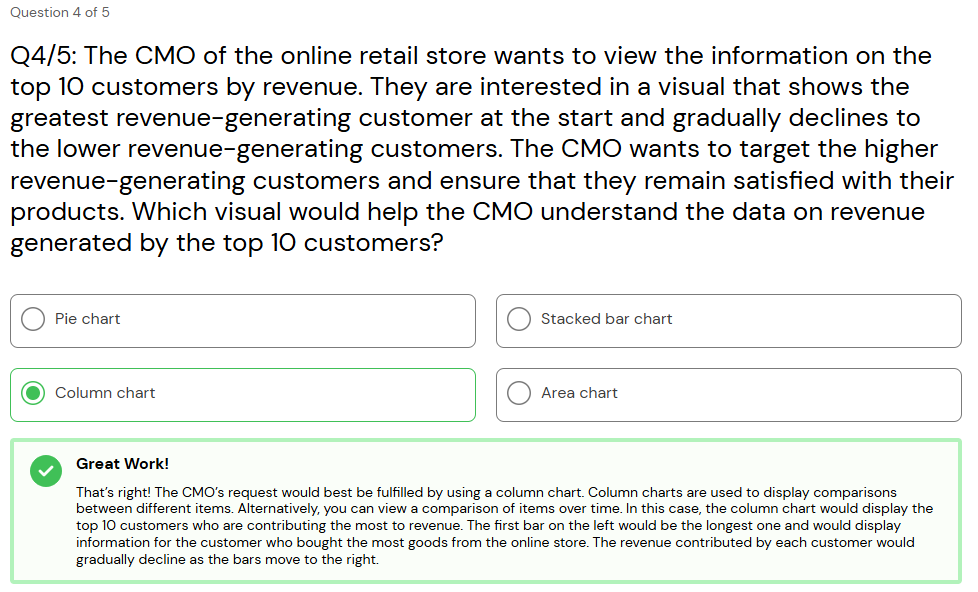 Question 4 of 5
Q4/5: The CMO of the online retail store wants to view the information on the
top 10 customers by revenue. They are interested in a visual that shows the
greatest revenue-generating customer at the start and gradually declines to
the lower revenue-generating customers. The CMO wants to target the higher
revenue-generating customers and ensure that they remain satisfied with their
products. Which visual would help the CMO understand the data on revenue
generated by the top 10 customers?
Pie chart
Stacked bar chart
Column chart
Area chart
Great Work!
That's right! The CMO's request would best be fulfilled by using a column chart. Column charts are used to display comparisons
between different items. Alternatively, you can view a comparison of items over time. In this case, the column chart would display the
top 10 customers who are contributing the most to revenue. The first bar on the left would be the longest one and would display
information for the customer who bought the most goods from the online store. The revenue contributed by each customer would
gradually decline as the bars move to the right.